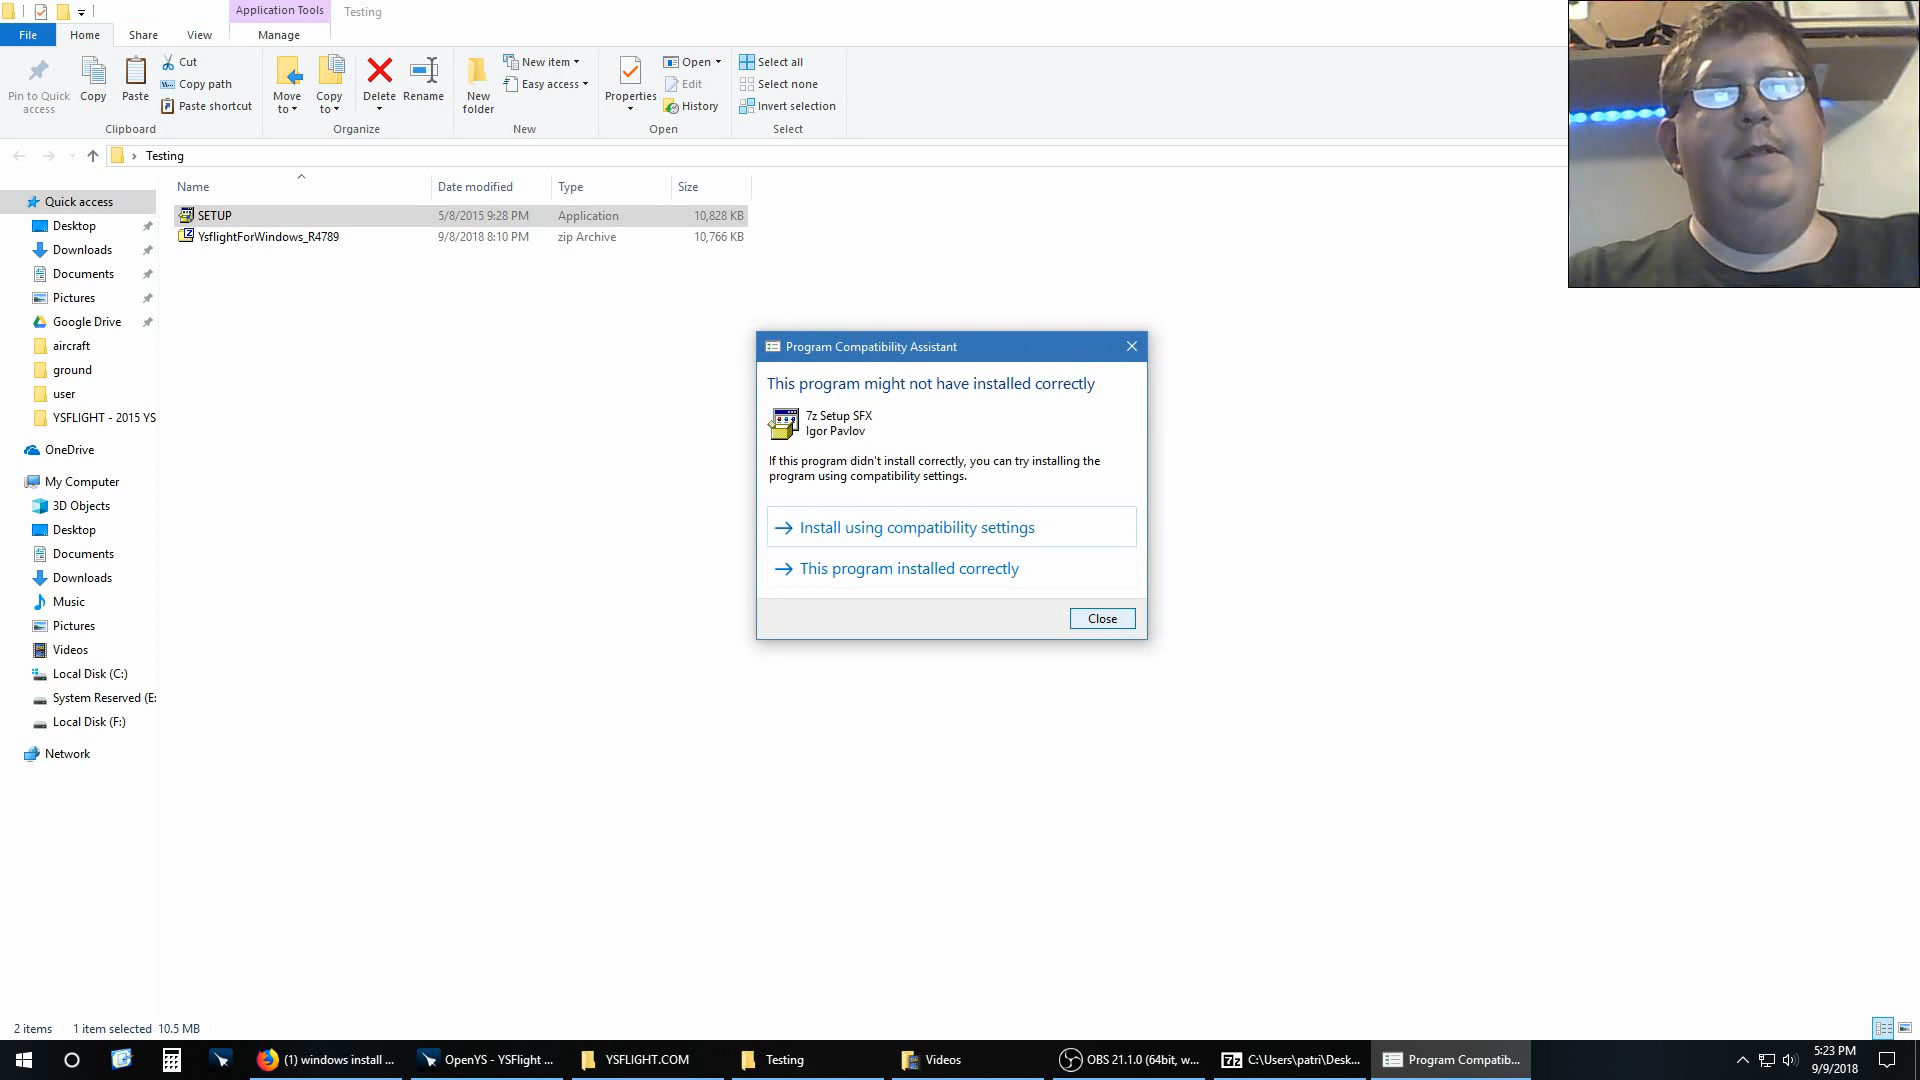 Application Tools
Testing
File
Home
Share
View
Manage
Pin to Quick
access
Copy
Paste
Cut
Copy path
Paste shortcut
Clipboard
Move
to
Copy
to
Delete
Rename
Organize
New
folder
New item
Easy access
New
Properties
Open
Edit
History
Open
Select all
Select none
Invert selection
Select
Testing
Name
Date modified
Type
Size
SETUP
5/8/2015 9:28 PM
Application
10,828 KB
YsflightForWindows_R4789
9/8/2018 8:10 PM
zip Archive
10,766 KB
Quick access
Desktop
Downloads
Documents
Pictures
Google Drive
aircraft
ground
user
YSFLIGHT - 2015 YS
OneDrive
My Computer
3D Objects
Desktop
Documents
Downloads
Music
Pictures
Videos
Local Disk (C:)
System Reserved (E:
Local Disk (F:)
Network
Program Compatibility Assistant
This program might not have installed correctly
7z Setup SFX
Igor Pavlov
If this program didn't install correctly, you can try installing the
program using compatibility settings.
Install using compatibility settings
This program installed correctly
Close
2 items
1 item selected 10.5 MB
(1) windows install ...
OpenYS - YSFlight ...
YSFLIGHT.COM
Testing
Videos
OBS 21.1.0 (64bit, w...
7z
C:\Users\patri\Desk...
Program Compatib...
5:23 PM
9/9/2018